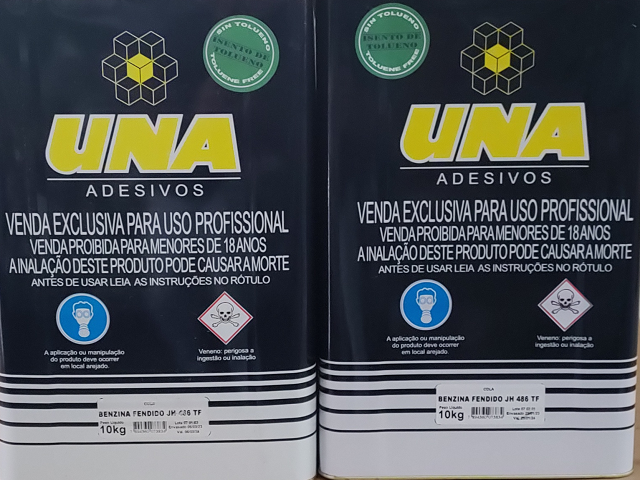 SIN TOLUENO
ISENTO DE
TOLUENO
TOLUENE FREE
UNA
ADESIVOS
VENDA EXCLUSIVA PARA USO PROFISSIONAL
VENDA PROIBIDA PARA MENORES DE 18 ANOS
A INALAÇÃO DESTE PRODUTO PODE CAUSAR A MORTE
ANTES DE USAR LEIA AS INSTRUÇÕES NO RÓTULO
A aplicação ou manipulação
do produto deve ocorrer
em local arejado.
Veneno: perigosa a
ingestão ou inalação
BENZINA FENDIDO JH 486 TF
Peso Líquido
10kg
SIN TOLUENO
ISENTO DE
TOLUENO
TOLUENE FREE
UNA
ADESIVOS
VENDA EXCLUSIVA PARA USO PROFISSIONAL
VENDA PROIBIDA PARA MENORES DE 18 ANOS
A INALAÇÃO DESTE PRODUTO PODE CAUSAR A MORTE
ANTES DE USAR LEIA AS INSTRUÇÕES NO RÓTULO
A aplicação ou manipulação
do produto deve ocorrer
em local arejado.
Veneno: perigosa a
ingestão ou inalação
COLA
BENZINA FENDIDO JH 486 TF
Peso Líquido
10kg